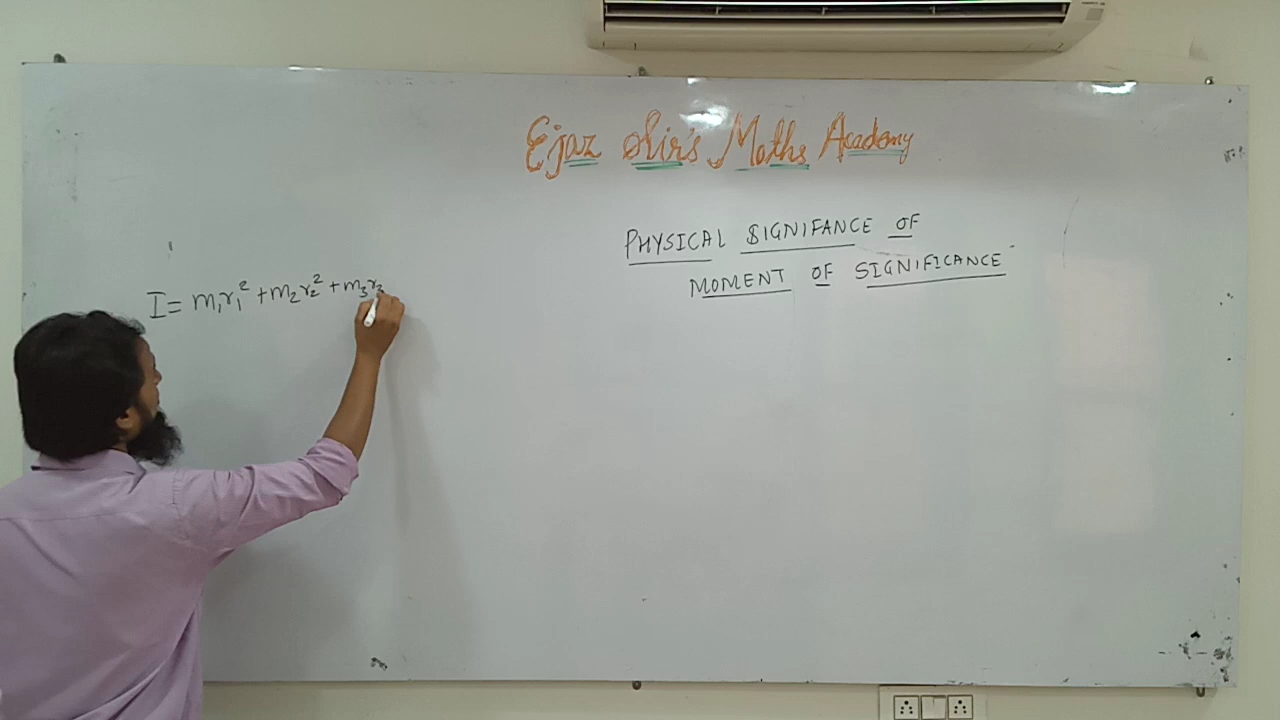 Ejaz Sir's Maths Academy
PHYSICAL SIGNIFANCE OF
MOMENT OF SIGNIFICANCE
I = m₁r₁² + m₂r₂² + m₃r₃